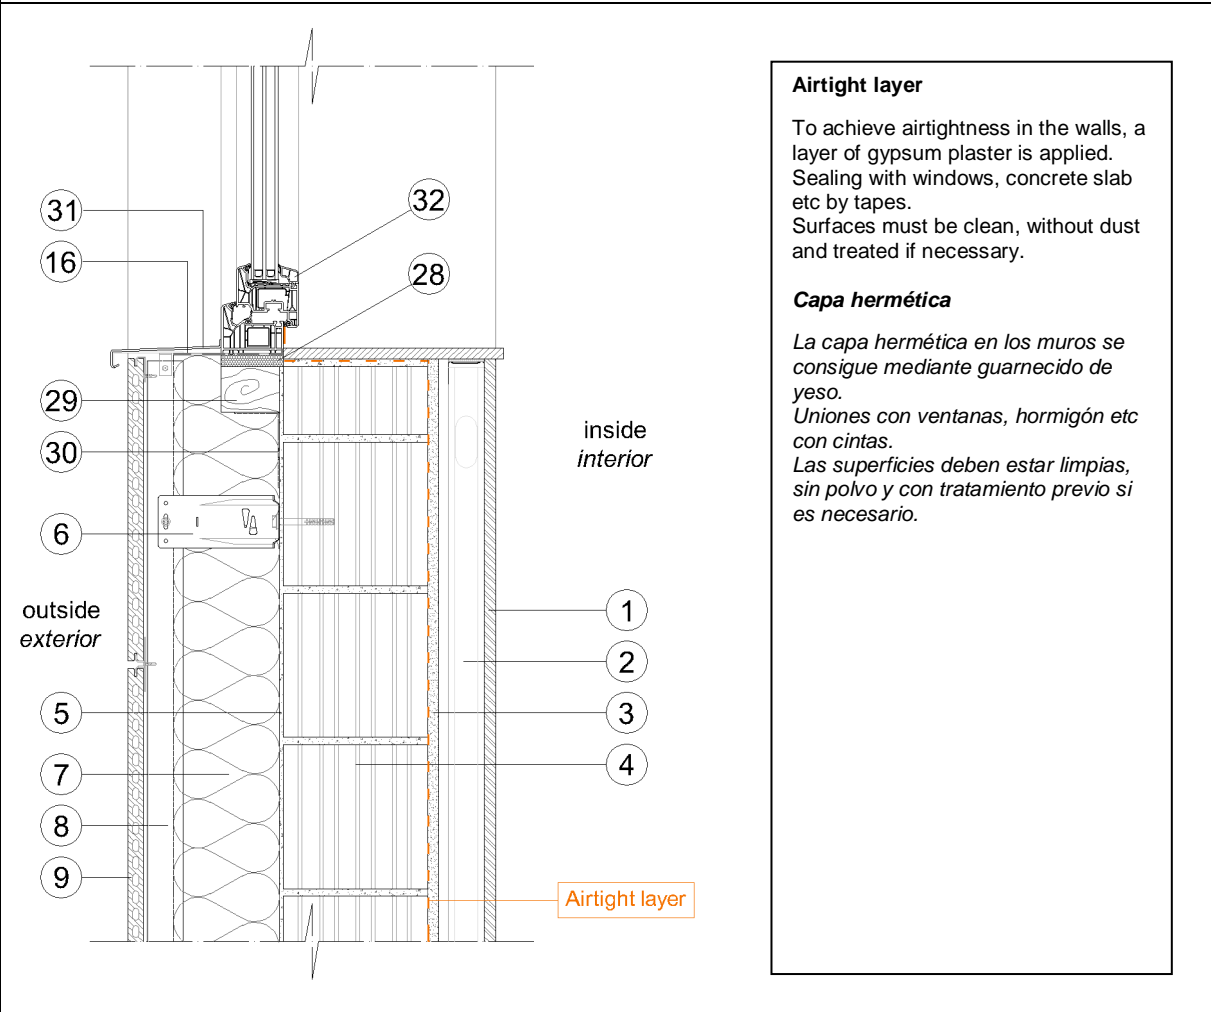 31
16
32
28
29
30
6
inside
interior
outside
exterior
1
2
5
3
7
4
8
9
Airtight layer
Airtight layer
To achieve airtightness in the walls, a
layer of gypsum plaster is applied.
Sealing with windows, concrete slab
etc by tapes.
Surfaces must be clean, without dust
and treated if necessary.
Capa hermética
La capa hermética en los muros se
consigue mediante guarnecido de
yeso.
Uniones con ventanas, hormigón etc
con cintas.
Las superficies deben estar limpias,
sin polvo y con tratamiento previo si
es necesario.